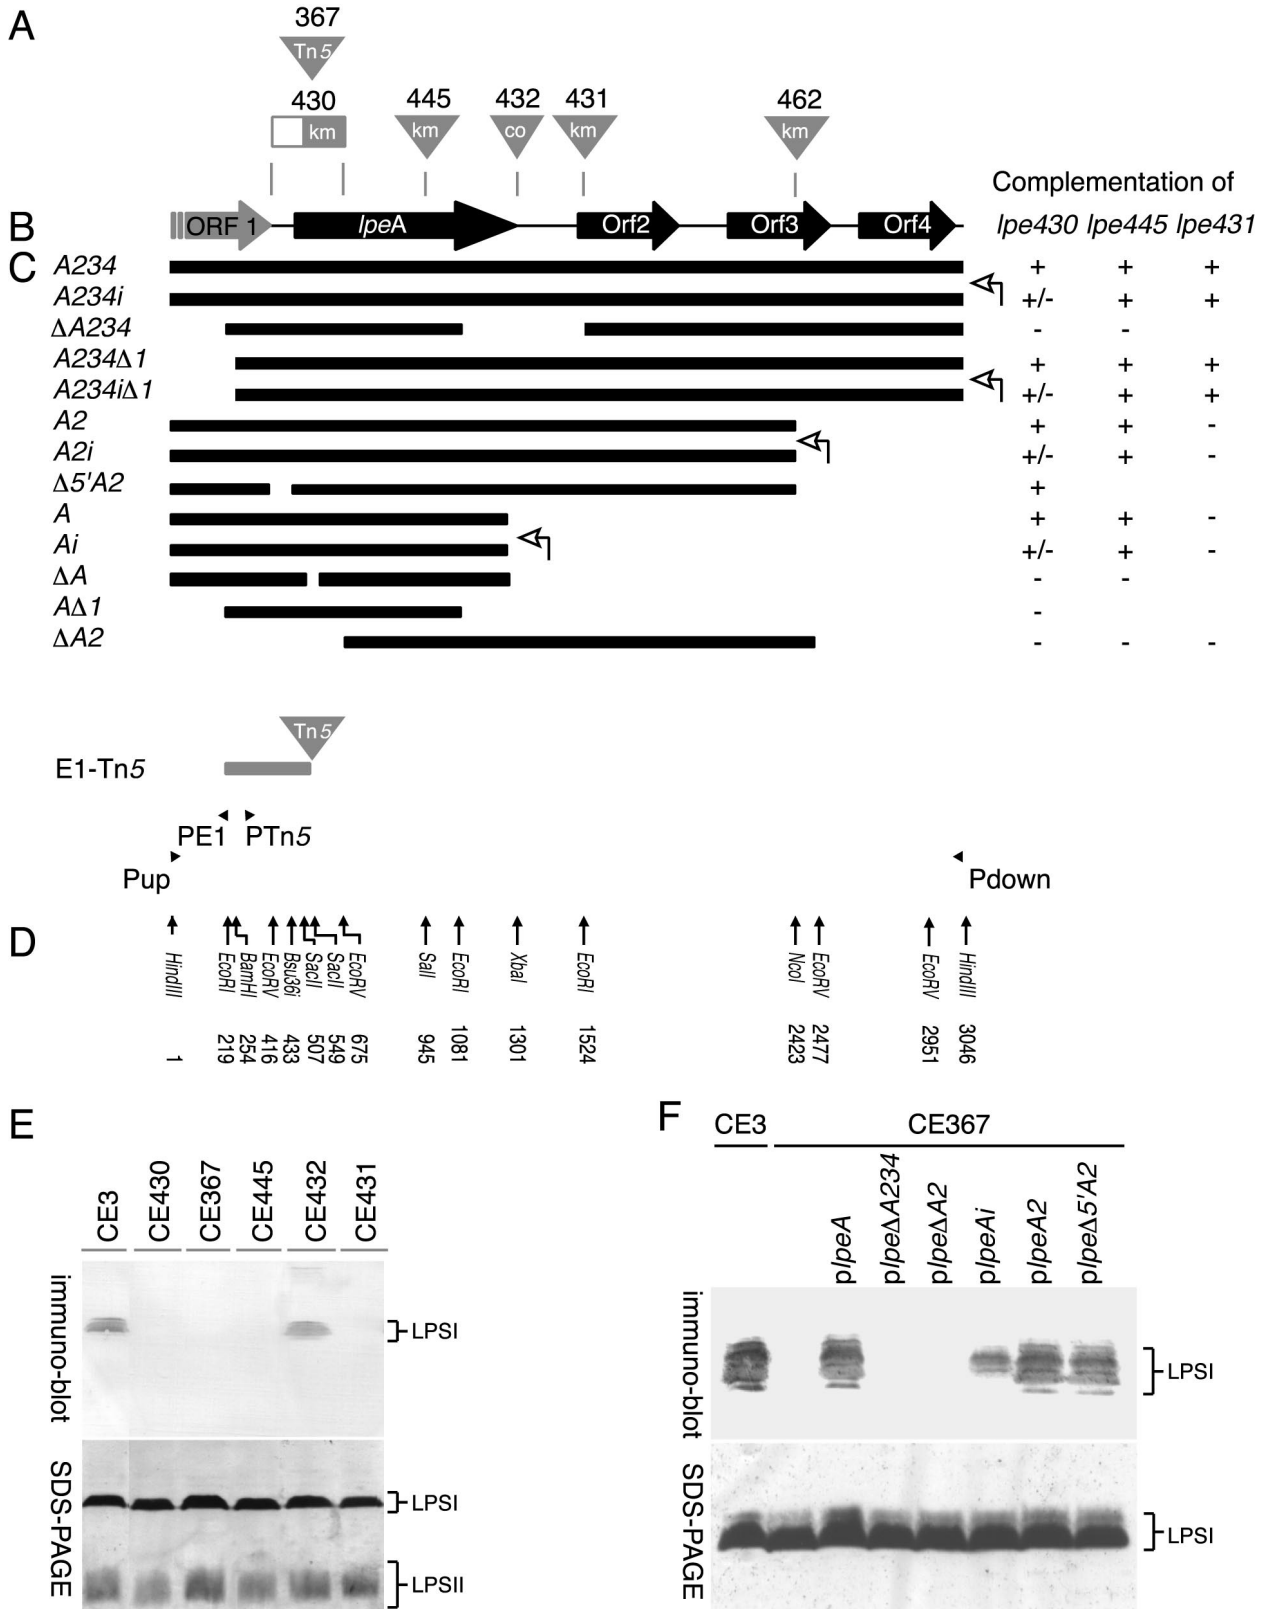 A
367
Tn5
430
445
432
431
462
km
km
co
km
km
Complementation of
B
ORF 1
lpeA
Orf2
Orf3
Orf4
lpe430 lpe445 lpe431
C
A234 + + +
A234i +/- + +
ΔA234 - -
A234Δ1 + + +
A234iΔ1 +/- + +
A2 + + -
A2i +/- + -
Δ5'A2 +
A + + -
Ai +/- + -
ΔA - -
AΔ1 -
ΔA2 - - -
Tn5
E1-Tn5
PE1 PTn5
Pup
Pdown
D
HindIII
EcoRI
BamHI
EcoRV
Bsu36i
SacII
SacII
EcoRV
SalI
EcoRI
XbaI
EcoRI
NcoI
EcoRV
EcoRV
HindIII
1
219
254
416
433
507
549
675
945
1081
1301
1524
2423
2477
2951
3046
E
CE3
CE430
CE367
CE445
CE432
CE431
immuno-blot
LPSI
SDS-PAGE
LPSI
LPSII
F
CE3
CE367
plpeA
plpeΔA234
plpeΔA2
plpeAi
plpeA2
plpeΔ5'A2
immuno-blot
LPSI
SDS-PAGE
LPSI